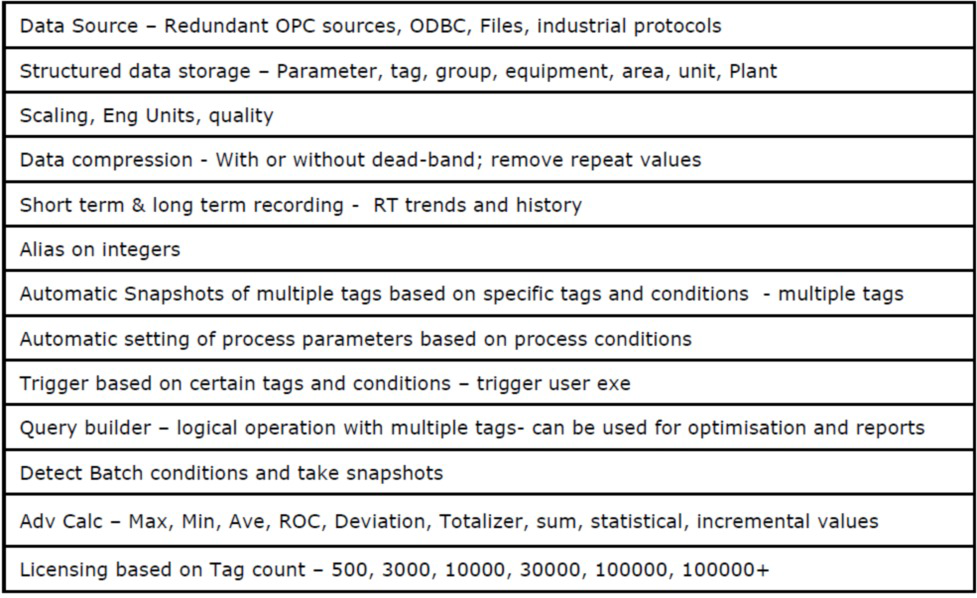 Data Source – Redundant OPC sources, ODBC, Files, industrial protocols
Structured data storage – Parameter, tag, group, equipment, area, unit, Plant
Scaling, Eng Units, quality
Data compression - With or without dead-band; remove repeat values
Short term & long term recording -  RT trends and history
Alias on integers
Automatic Snapshots of multiple tags based on specific tags and conditions  - multiple tags
Automatic setting of process parameters based on process conditions
Trigger based on certain tags and conditions – trigger user exe
Query builder – logical operation with multiple tags- can be used for optimisation and reports
Detect Batch conditions and take snapshots
Adv Calc – Max, Min, Ave, ROC, Deviation, Totalizer, sum, statistical, incremental values
Licensing based on Tag count – 500, 3000, 10000, 30000, 100000, 100000+